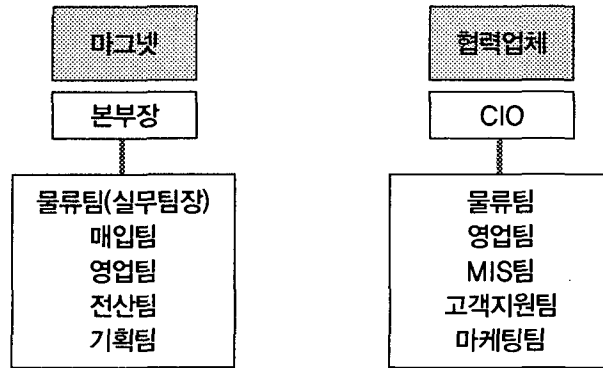 마그넷
본부장
물류팀(실무팀장)
매입팀
영업팀
전산팀
기획팀
협력업체
CIO
물류팀
영업팀
MIS팀
고객지원팀
마케팅팀